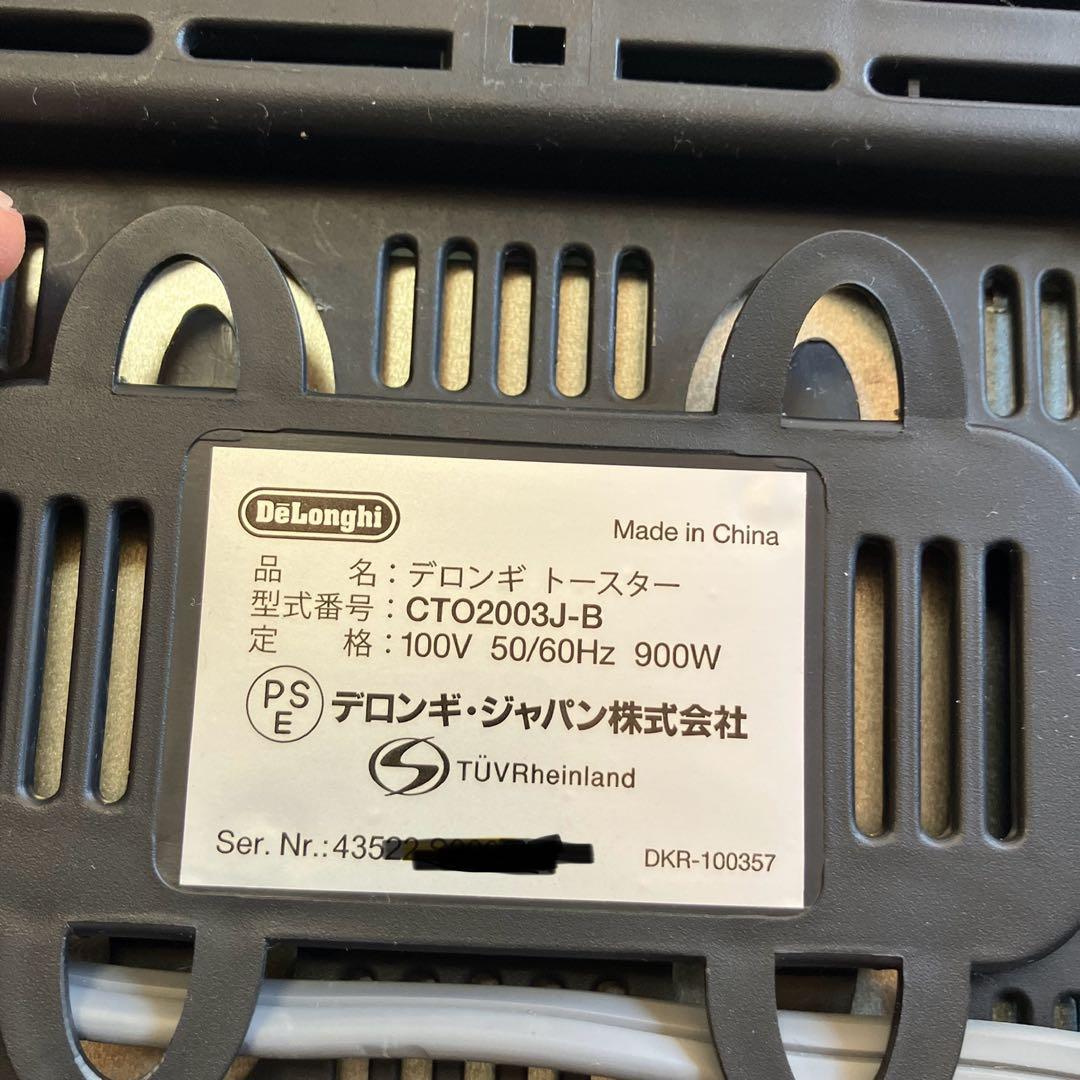 DēLonghi
Made in China
品 名：デロンギ トースター
型式番号：CTO2003J-B
定 格：100V 50/60Hz 900W
PSE デロンギ・ジャパン株式会社
TÜVRheinland
Ser. Nr.: 43522
DKR-100357